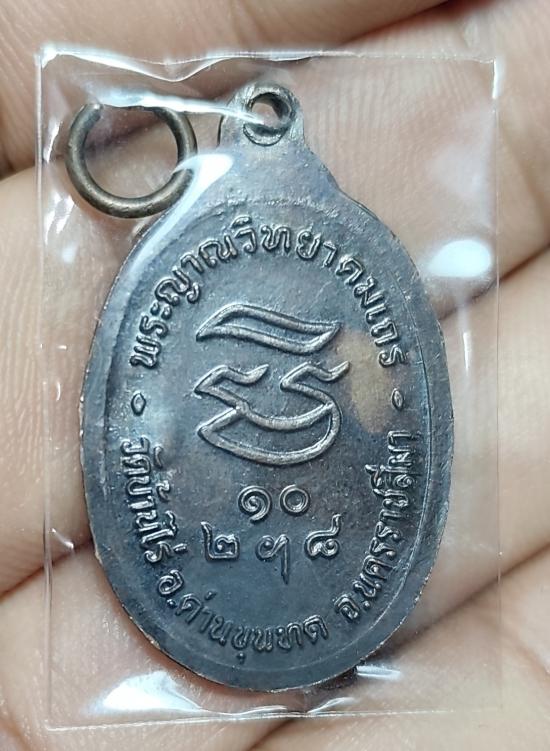 พระญาณวิทยาคมเถร
๑๐
๒ ๕ ๘
วัดบ้านไร่ อ.ด่านขุนทด จ.นครราชสีมา